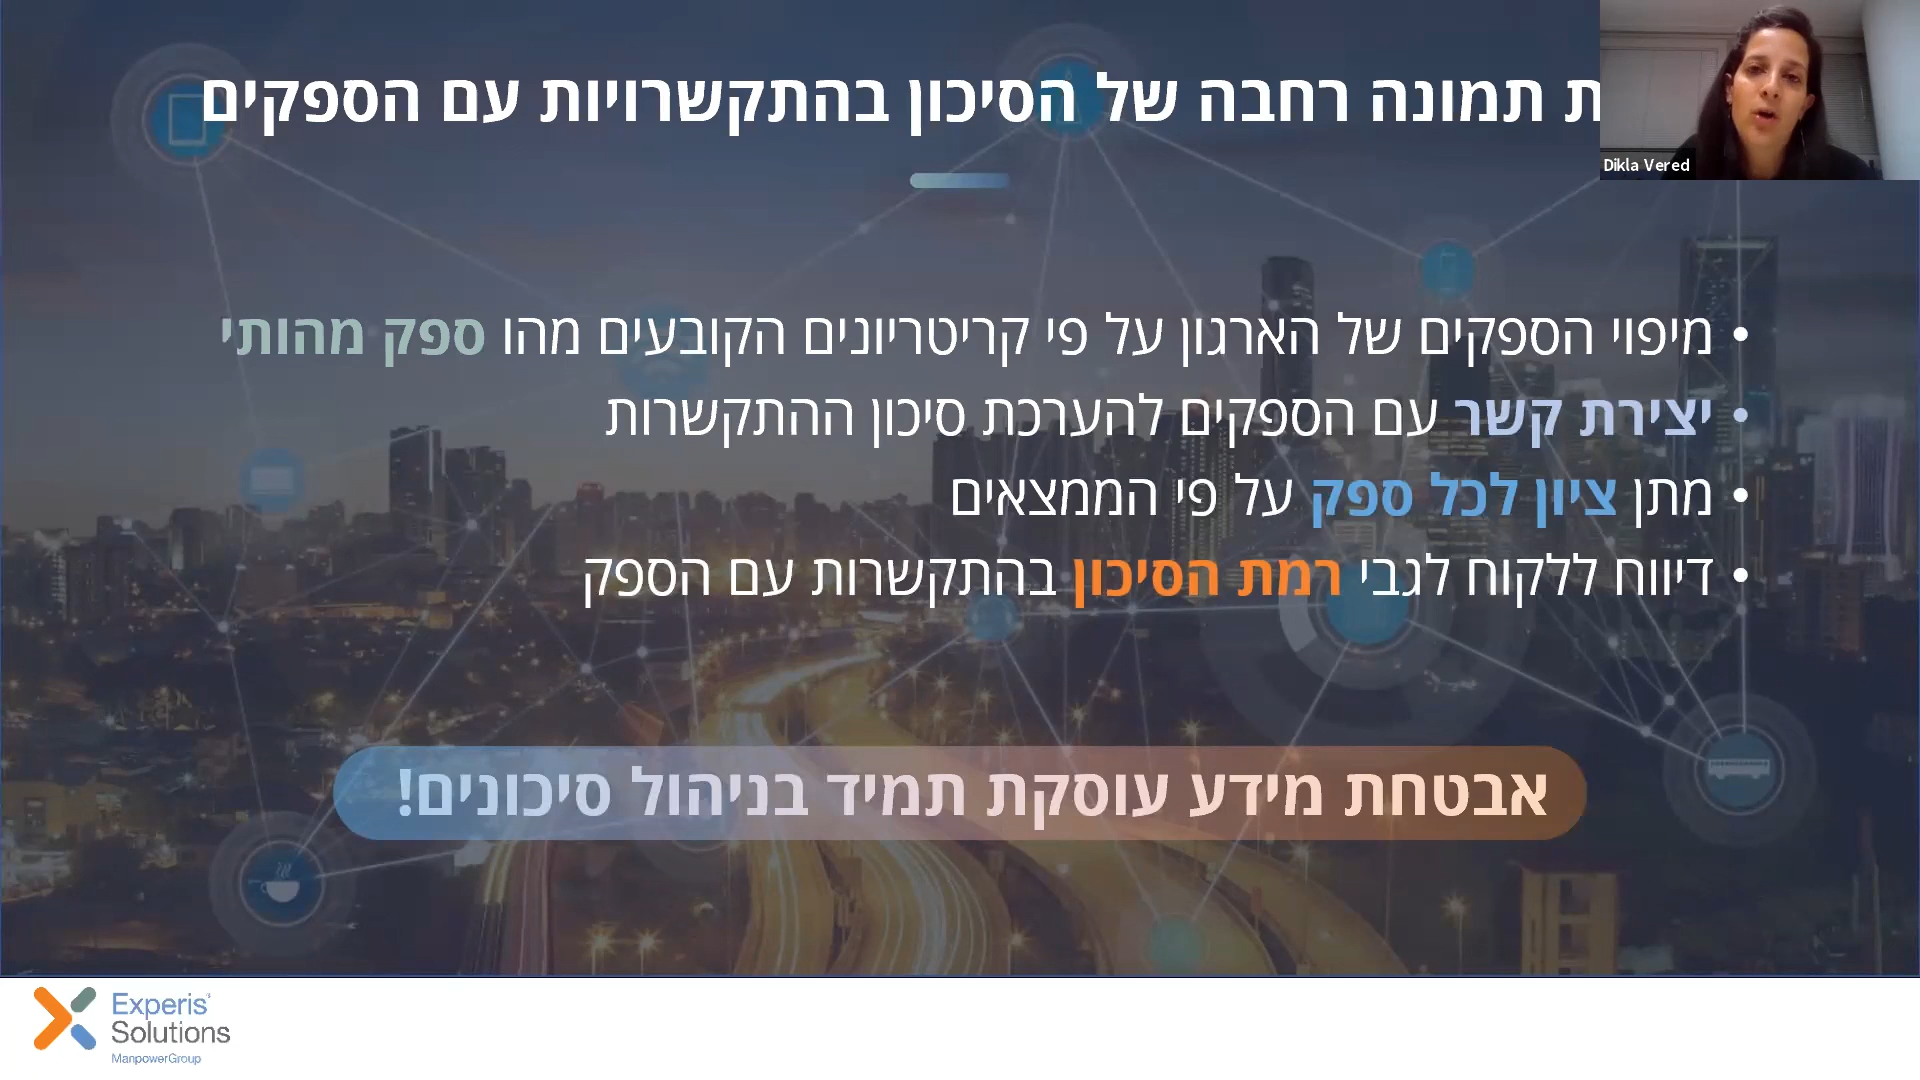 תמונה רחבה של הסיכון בהתקשרויות עם הספקים
Dikla Vered
• מיפוי הספקים של הארגון על פי קריטריונים הקובעים מהו ספק מהותי
• יצירת קשר עם הספקים להערכת סיכון ההתקשרות
• מתן ציון לכל ספק על פי הממצאים
• דיווח ללקוח לגבי רמת הסיכון בהתקשרות עם הספק
אבטחת מידע עוסקת תמיד בניהול סיכונים!
Experis
Solutions
ManpowerGroup